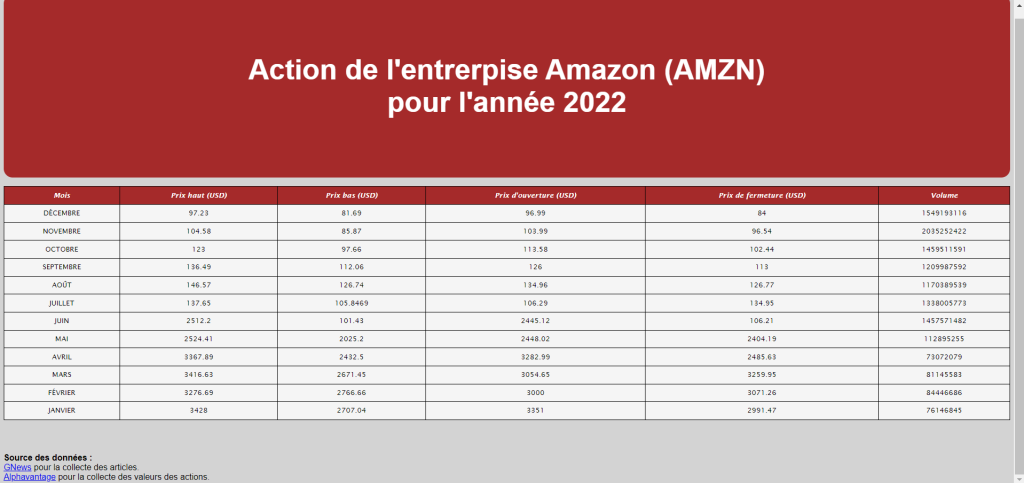 Action de l'entrerpise Amazon (AMZN)
pour l'année 2022
Mois Prix haut (USD) Prix bas (USD) Prix d'ouverture (USD) Prix de fermeture (USD) Volume
DÉCEMBRE 97.23 81.69 96.99 84 1549193116
NOVEMBRE 104.58 85.87 103.99 96.54 2035252422
OCTOBRE 123 97.66 113.58 102.44 1459511591
SEPTEMBRE 136.49 112.06 126 113 1209987592
AOÛT 146.57 126.74 134.96 126.77 1170389539
JUILLET 137.65 105.8469 106.29 134.95 1338005773
JUIN 2512.2 101.43 2445.12 106.21 1457571482
MAI 2524.41 2025.2 2448.02 2404.19 112895255
AVRIL 3367.89 2432.5 3282.99 2485.63 73072079
MARS 3416.63 2671.45 3054.65 3259.95 81145583
FÉVRIER 3276.69 2766.66 3000 3071.26 84446686
JANVIER 3428 2707.04 3351 2991.47 76146845
Source des données :
GNews pour la collecte des articles.
Alphavantage pour la collecte des valeurs des actions.